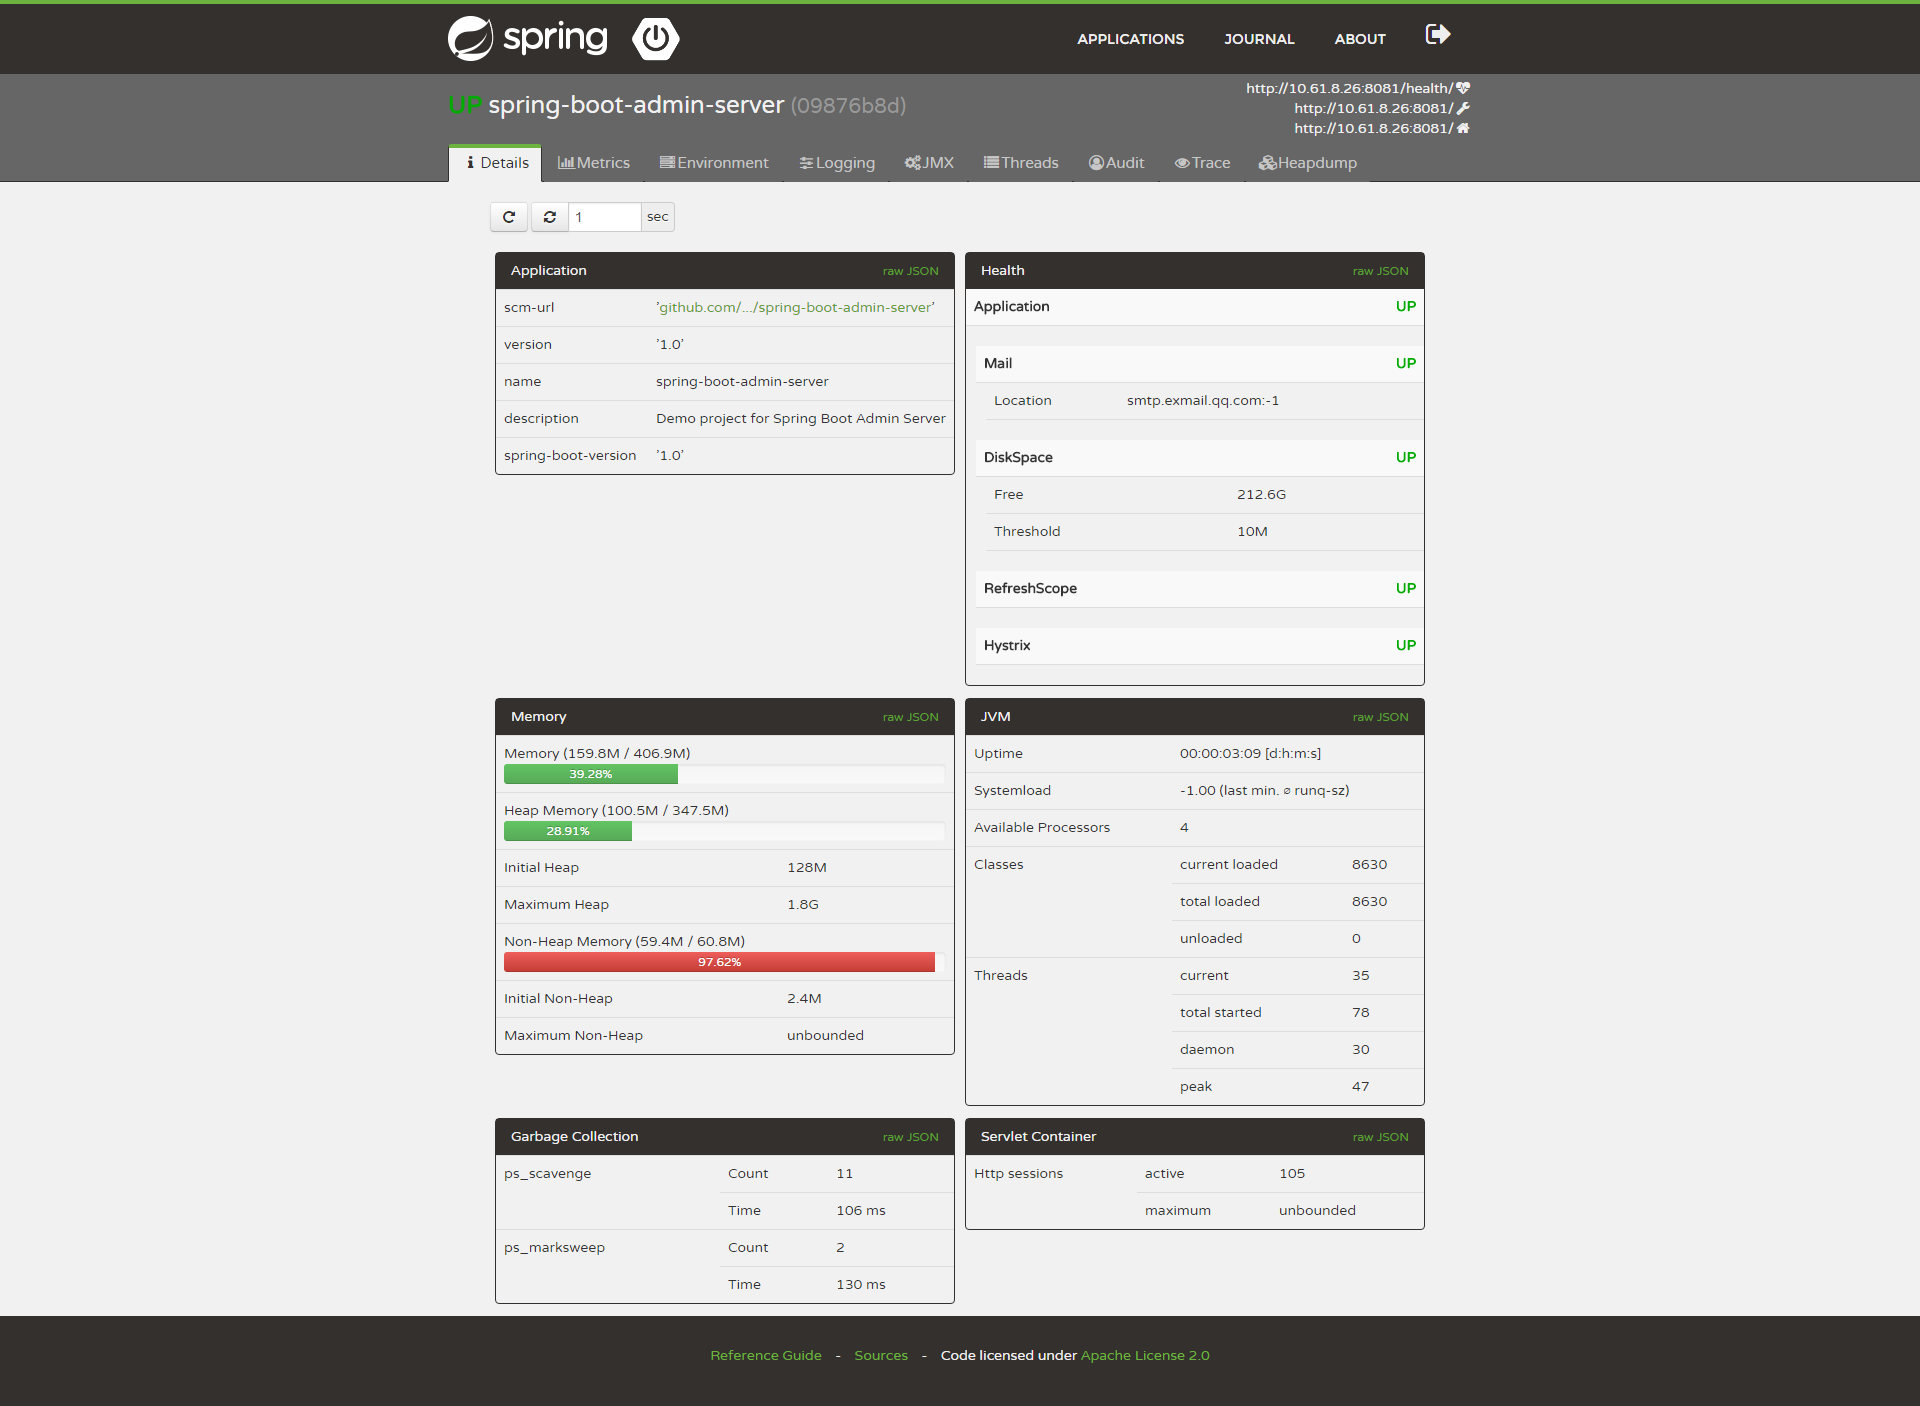 spring
APPLICATIONS JOURNAL ABOUT
UP spring-boot-admin-server (09876b8d)
http://10.61.8.26:8081/health/
http://10.61.8.26:8081/
http://10.61.8.26:8081/
Details Metrics Environment Logging JMX Threads Audit Trace Heapdump
1 sec
Application raw JSON
scm-url 'github.com/.../spring-boot-admin-server'
version '1.0'
name spring-boot-admin-server
description Demo project for Spring Boot Admin Server
spring-boot-version '1.0'
Health raw JSON
Application UP
Mail UP
Location smtp.exmail.qq.com:-1
DiskSpace UP
Free 212.6G
Threshold 10M
RefreshScope UP
Hystrix UP
Memory raw JSON
Memory (159.8M / 406.9M)
39.28%
Heap Memory (100.5M / 347.5M)
28.91%
Initial Heap 128M
Maximum Heap 1.8G
Non-Heap Memory (59.4M / 60.8M)
97.62%
Initial Non-Heap 2.4M
Maximum Non-Heap unbounded
JVM raw JSON
Uptime 00:00:03:09 [d:h:m:s]
Systemload -1.00 (last min. ⌀ runq-sz)
Available Processors 4
Classes current loaded 8630
total loaded 8630
unloaded 0
Threads current 35
total started 78
daemon 30
peak 47
Garbage Collection raw JSON
ps_scavenge Count 11
Time 106 ms
ps_marksweep Count 2
Time 130 ms
Servlet Container raw JSON
Http sessions active 105
maximum unbounded
Reference Guide - Sources - Code licensed under Apache License 2.0